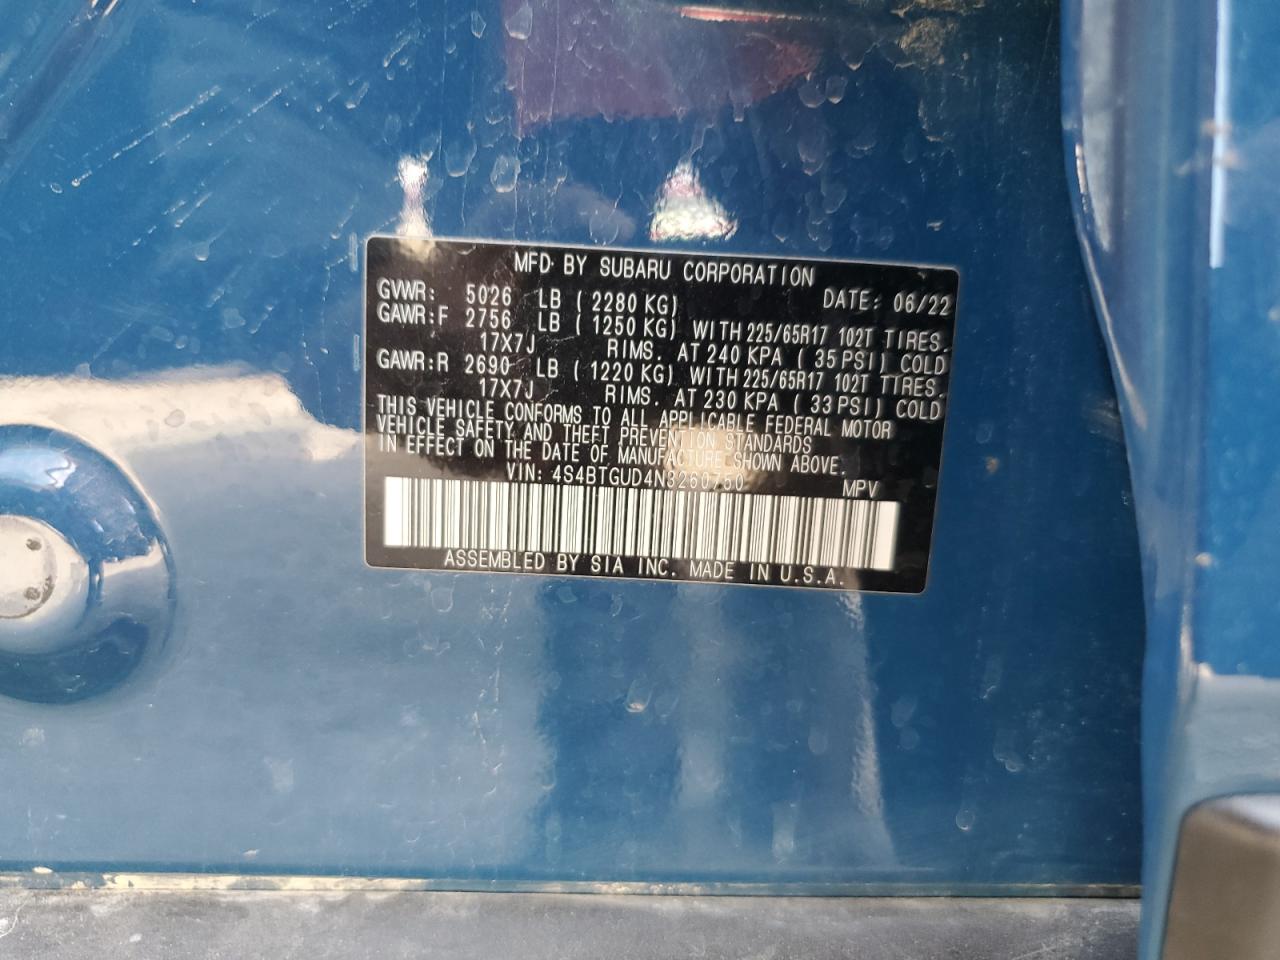 MFD. BY SUBARU CORPORATION
GVWR: 5026 LB ( 2280 KG) DATE: 06/22
GAWR:F 2756 LB ( 1250 KG) WITH 225/65R17 102T TIRES.
17X7J RIMS. AT 240 KPA ( 35 PSI) COLD
GAWR:R 2690 LB ( 1220 KG) WITH 225/65R17 102T TIRES.
17X7J RIMS. AT 230 KPA ( 33 PSI) COLD
THIS VEHICLE CONFORMS TO ALL APPLICABLE FEDERAL MOTOR
VEHICLE SAFETY AND THEFT PREVENTION STANDARDS
IN EFFECT ON THE DATE OF MANUFACTURE SHOWN ABOVE.
VIN: 4S4BTGUD4N3260750 MPV
ASSEMBLED BY SIA INC. MADE IN U.S.A.